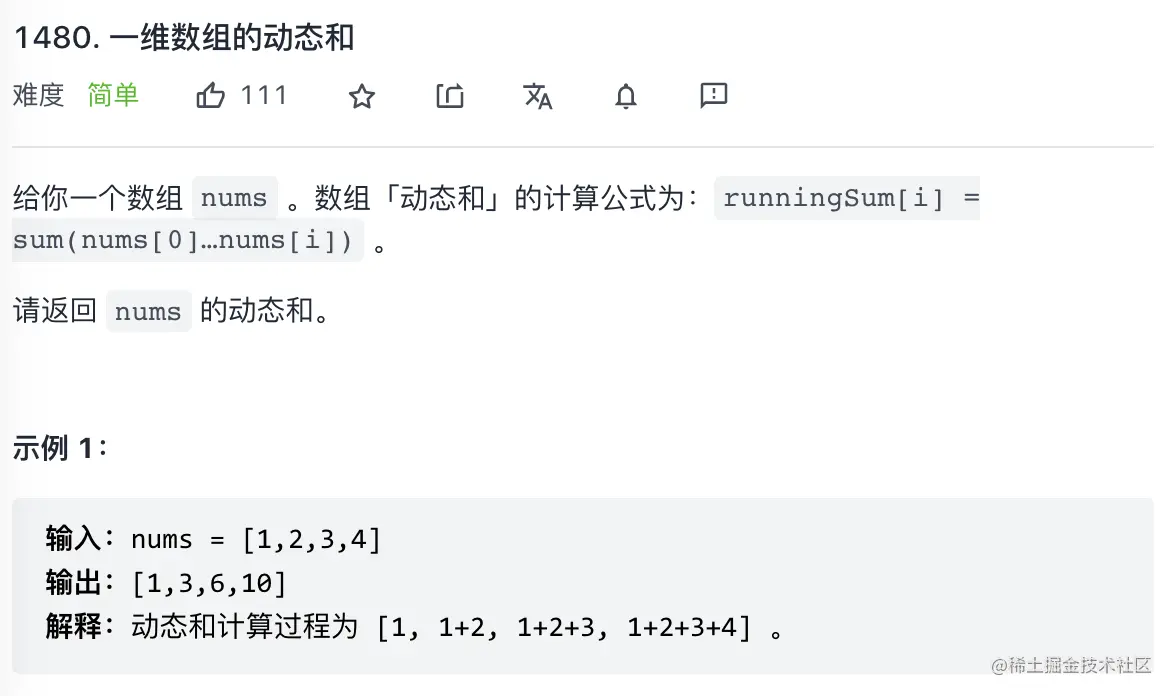 1480. 一维数组的动态和
难度 简单 111
给你一个数组 nums 。数组「动态和」的计算公式为：runningSum[i] =
sum(nums[0]…nums[i]) 。
请返回 nums 的动态和。
示例 1：
输入：nums = [1,2,3,4]
输出：[1,3,6,10]
解释：动态和计算过程为 [1, 1+2, 1+2+3, 1+2+3+4] 。
@稀土掘金技术社区